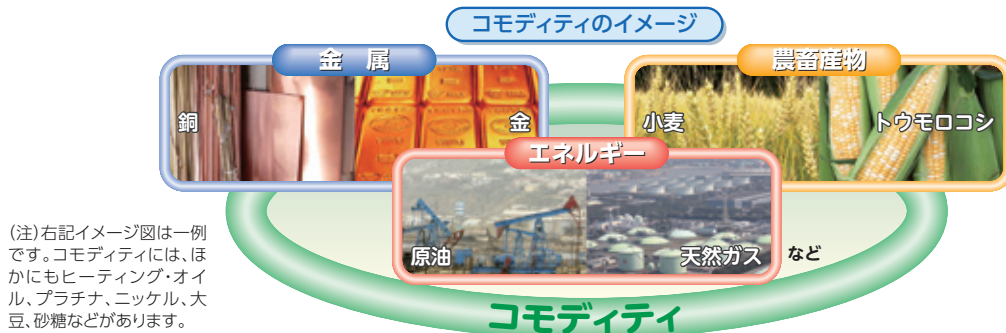 コモディティのイメージ
金 属
農畜産物
銅
金
小麦
トウモロコシ
エネルギー
原油
天然ガス
など
コモディティ
(注)右記イメージ図は一例
です。コモディティには、ほ
かにもヒーティング・オイ
ル、プラチナ、ニッケル、大
豆、砂糖などがあります。